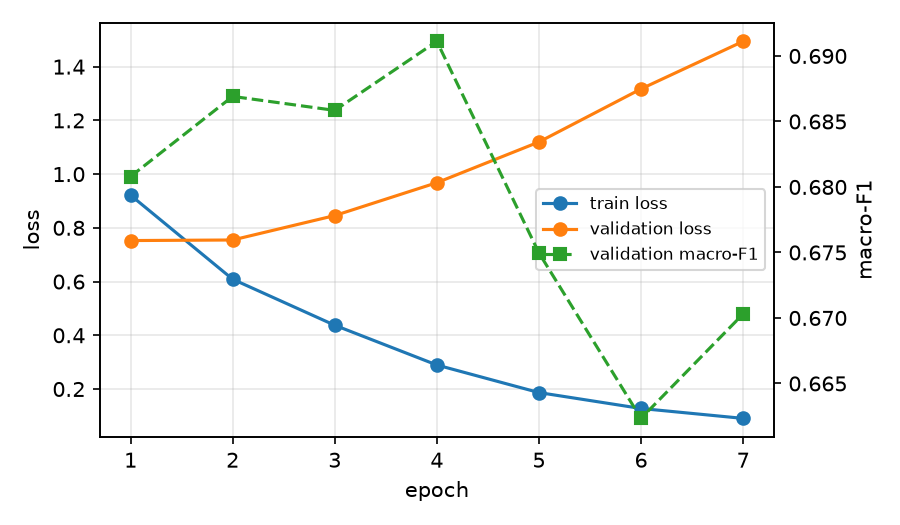 1.4
1.2
1.0
0.8
0.6
0.4
0.2
loss
0.690
0.685
0.680
0.675
0.670
0.665
macro-F1
train loss
validation loss
validation macro-F1
1 2 3 4 5 6 7
epoch